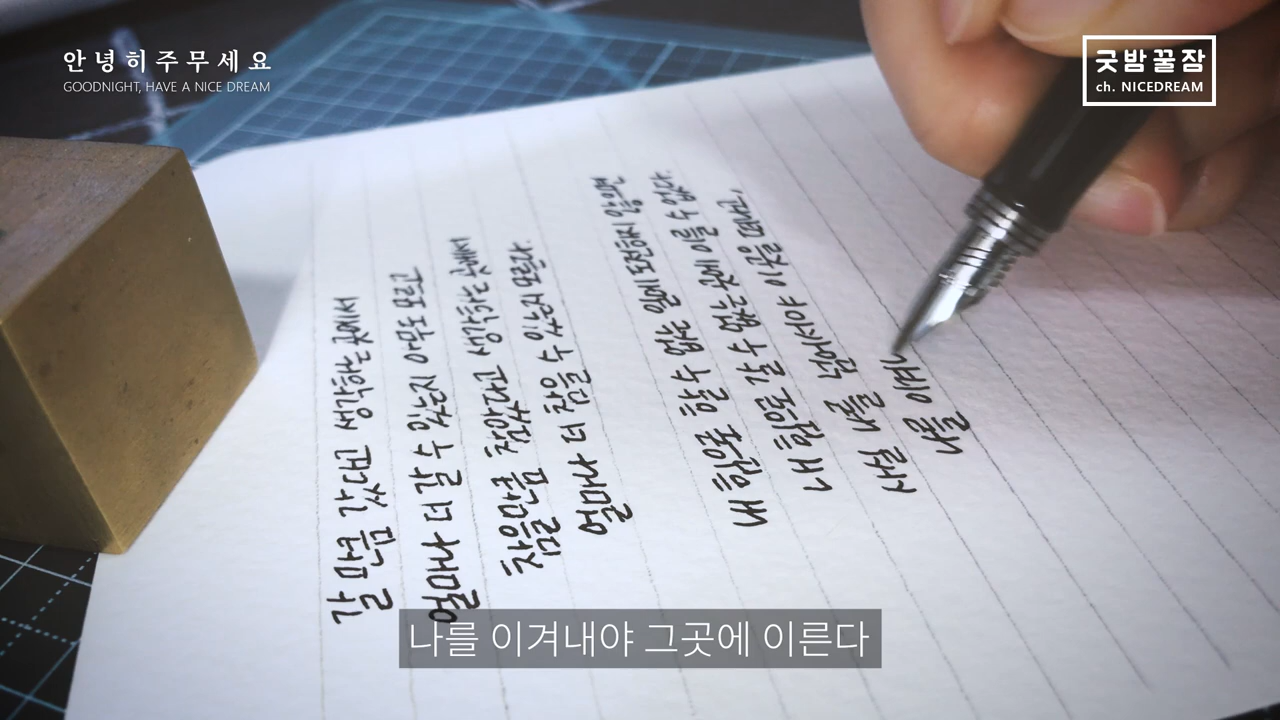 안녕히주무세요
GOODNIGHT, HAVE A NICE DREAM
굿밤꿀잠
ch. NICEDREAM
갈 만큼 갔다고 생각하는 곳에서
얼마나 더 갈 수 있는지 아무도 모르고
참을만큼 참았다고 생각하는 곳에서
얼마나 더 참을 수 있는지 모른다.
내 힘으로 할 수 없는 일에 도전하지 않으면
내 힘으로 갈 수 없는 곳에 이를 수 없다.
사실 나를 넘어서야 이곳을 떠나고,
나를 이겨
나를 이겨내야 그곳에 이른다